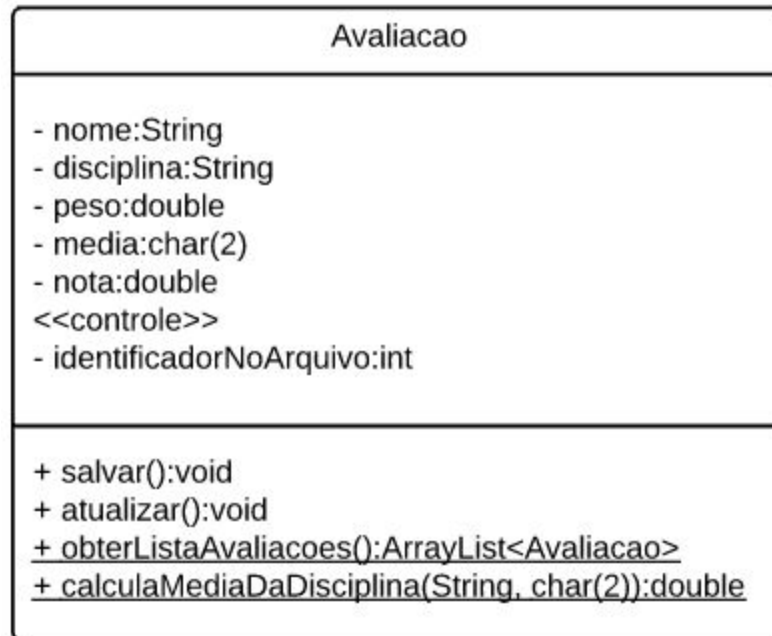 Avaliacao
- nome:String
- disciplina:String
- peso:double
- media:char(2)
- nota:double
<<controle>>
- identificadorNoArquivo:int
+ salvar():void
+ atualizar():void
+ obterListaAvaliacoes():ArrayList<Avaliacao>
+ calculaMediaDaDisciplina(String, char(2)):double